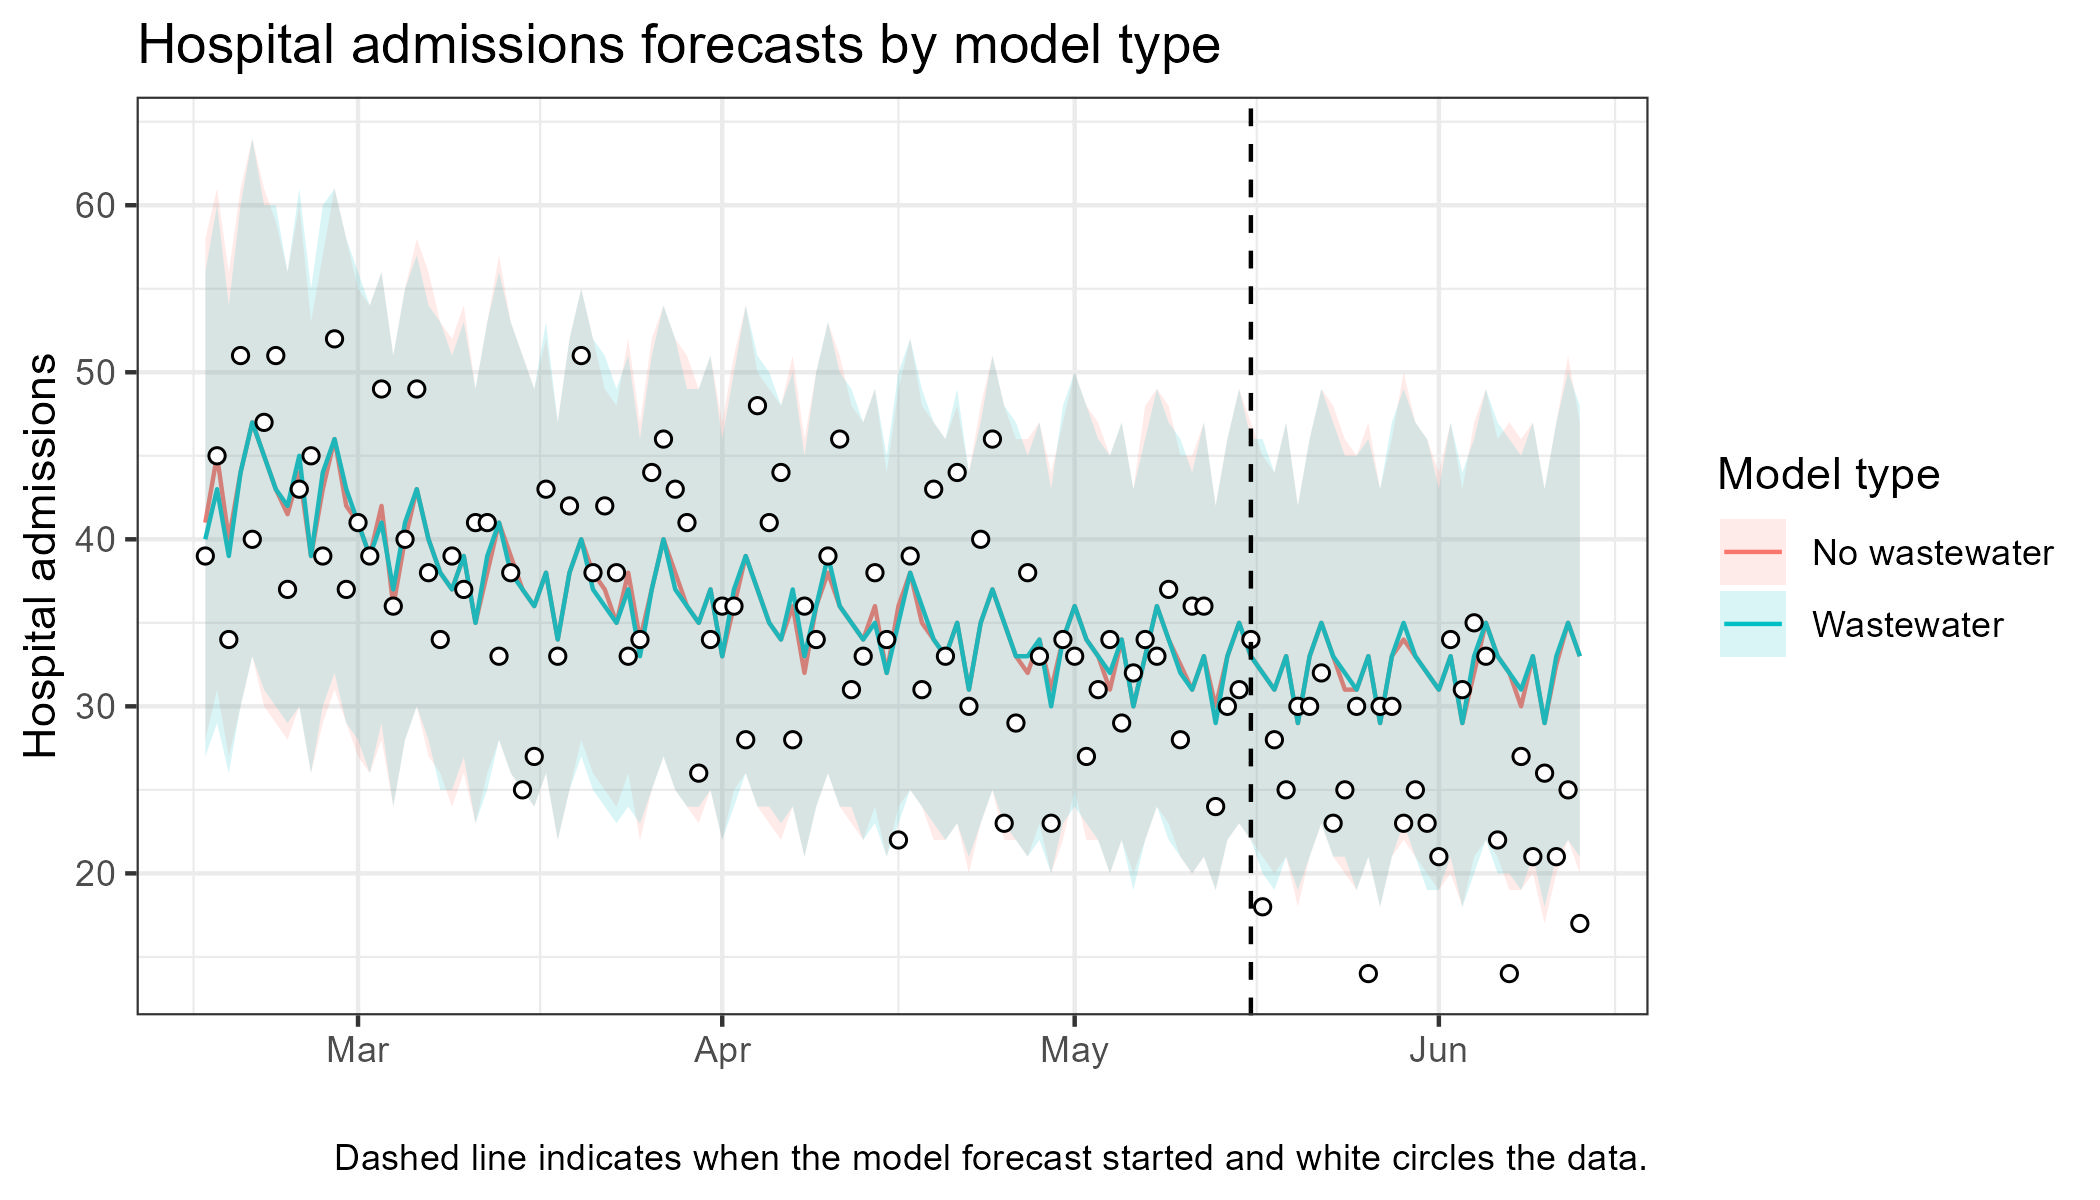 Hospital admissions forecasts by model type
Hospital admissions
60
50
40
30
20
Mar
Apr
May
Jun
Model type
No wastewater
Wastewater
Dashed line indicates when the model forecast started and white circles the data.